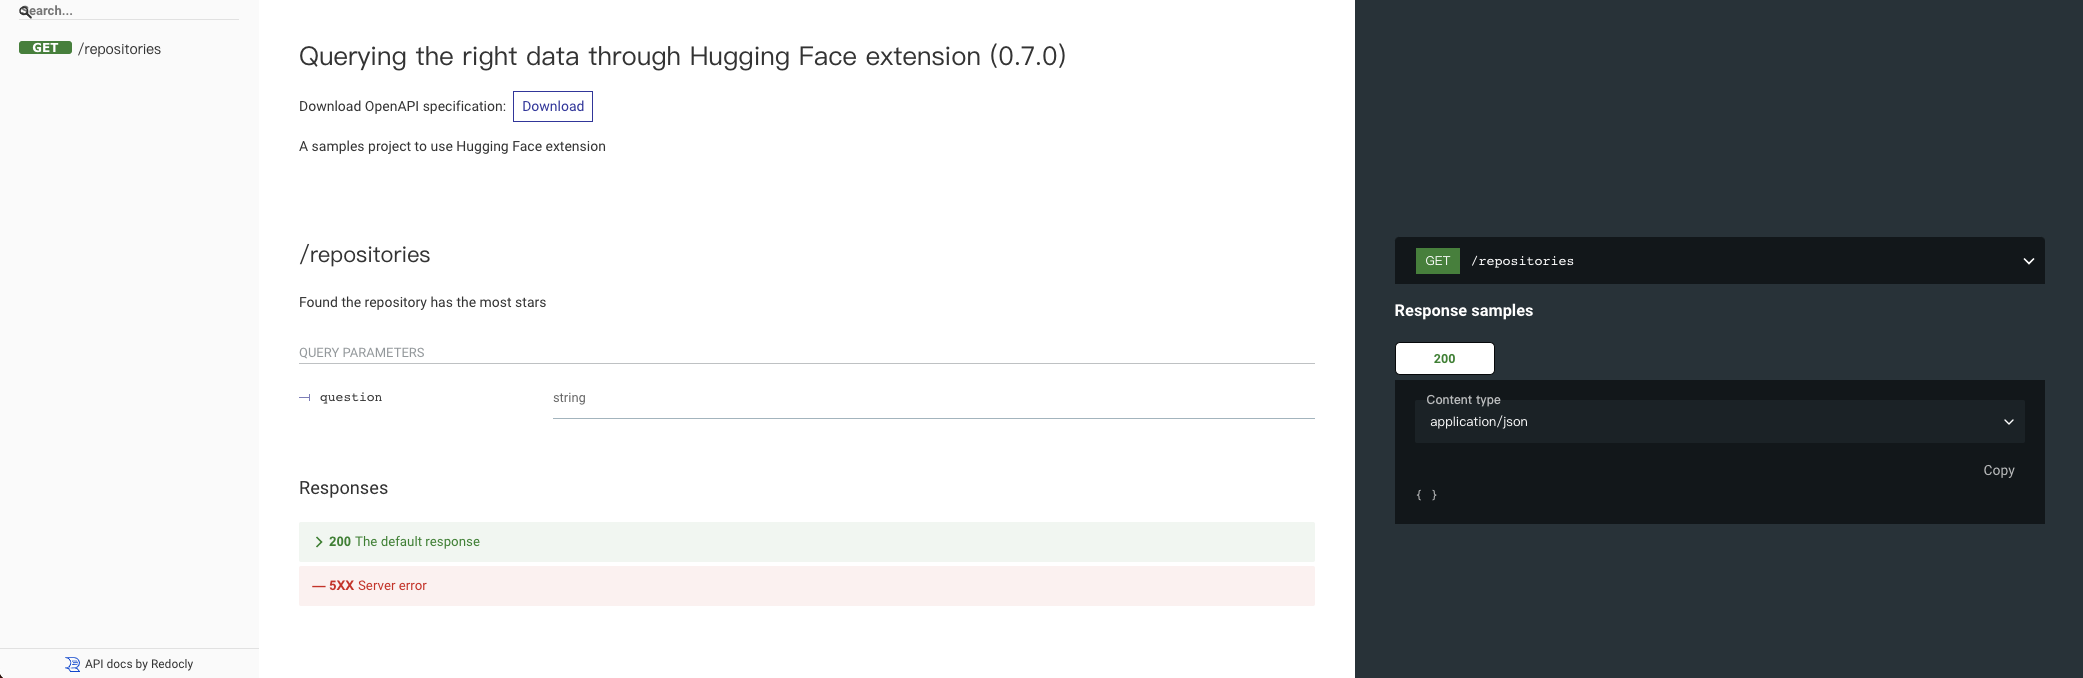 Search...
GET /repositories
API docs by Redocly
Querying the right data through Hugging Face extension (0.7.0)
Download OpenAPI specification: Download
A samples project to use Hugging Face extension
/repositories
Found the repository has the most stars
QUERY PARAMETERS
question string
Responses
200 The default response
5XX Server error
GET /repositories
Response samples
200
Content type
application/json
Copy
{ }